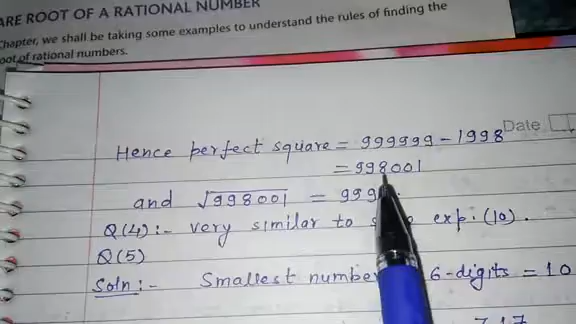 ARE ROOT OF A RATIONAL NUMBER
Chapter, we shall be taking some examples to understand the rules of finding the
oot of rational numbers.
Date
Hence perfect square = 999999 - 1998
= 998001
and √998001 = 999
Q(4):- very similar to exp. (10).
Q(5)
Soln:- Smallest number 6-digits = 10
717